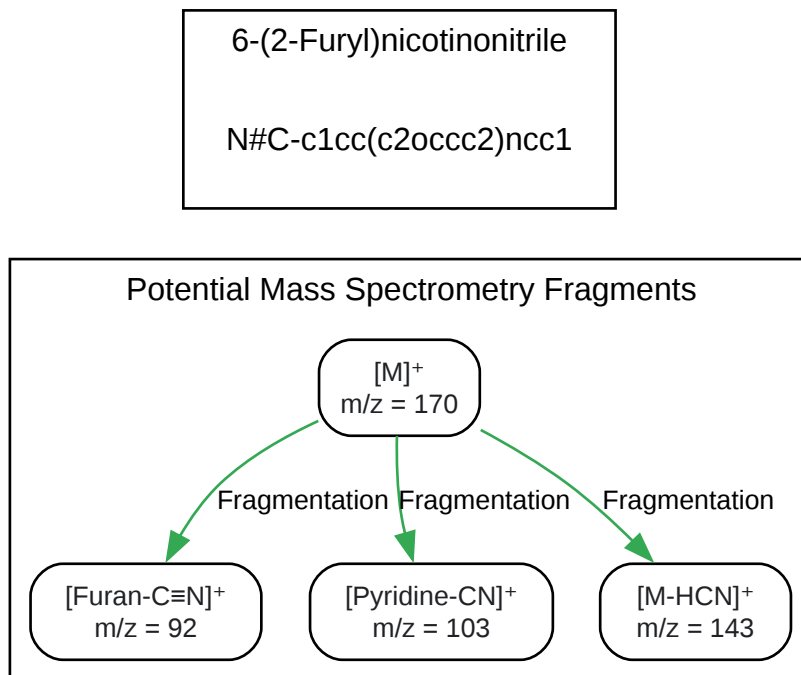 6-(2-Furyl)nicotinonitrile
N#C-c1cc(c2occc2)ncc1
Potential Mass Spectrometry Fragments
[M]⁺
m/z = 170
Fragmentation
Fragmentation
Fragmentation
[Furan-C≡N]⁺
m/z = 92
[Pyridine-CN]⁺
m/z = 103
[M-HCN]⁺
m/z = 143